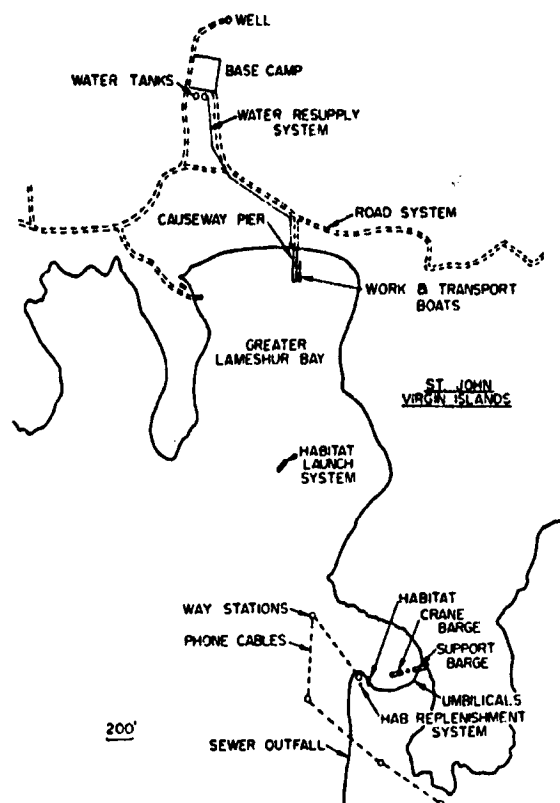 WELL
BASE CAMP
WATER TANKS
WATER RESUPPLY
SYSTEM
CAUSEWAY PIER
ROAD SYSTEM
WORK & TRANSPORT
BOATS
GREATER
LAMESHUR BAY
ST. JOHN
VIRGIN ISLANDS
HABITAT
LAUNCH
SYSTEM
WAY STATIONS
HABITAT
CRANE
BARGE
PHONE CABLES
SUPPORT
BARGE
UMBILICALS
HAB REPLENISHMENT
SYSTEM
200'
SEWER OUTFALL